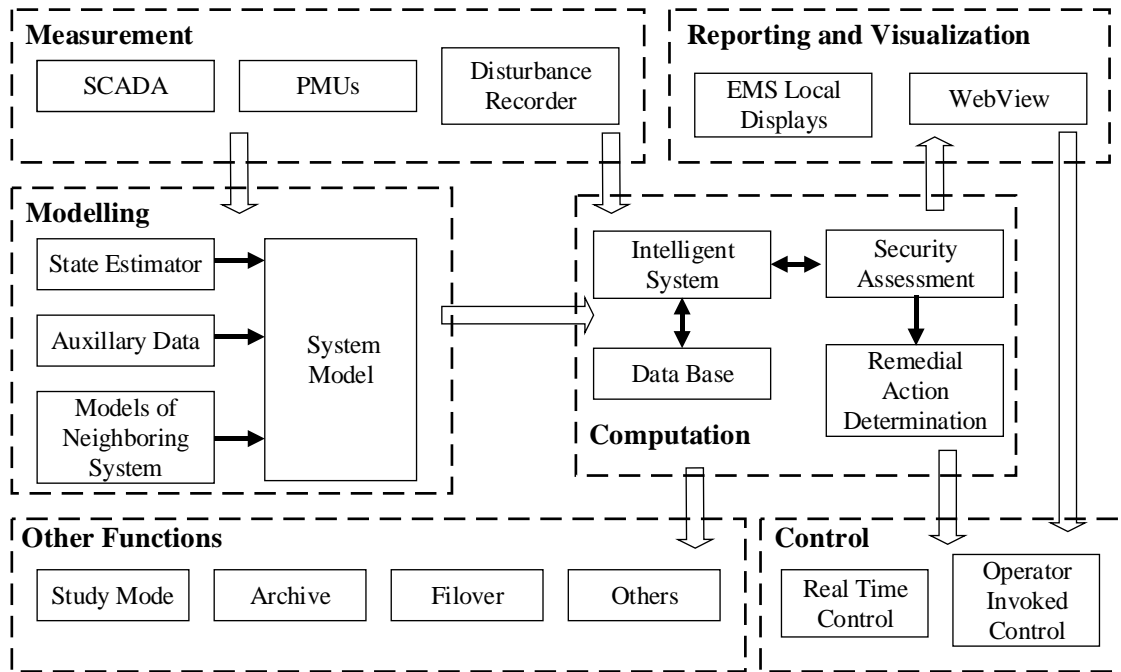 Measurement
SCADA
PMUs
Disturbance
Recorder
Reporting and Visualization
EMS Local
Displays
WebView
Modelling
State Estimator
Auxillary Data
Models of
Neighboring
System
System
Model
Intelligent
System
Security
Assessment
Data Base
Remedial
Action
Determination
Computation
Other Functions
Study Mode
Archive
Filover
Others
Control
Real Time
Control
Operator
Invoked
Control